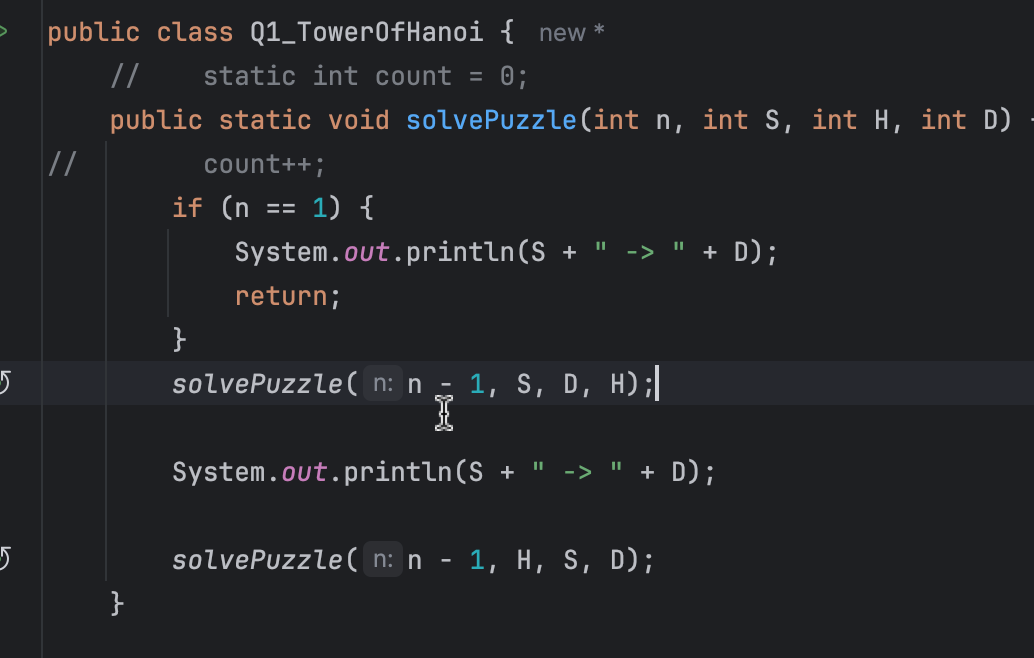 public class Q1_TowerOfHanoi { new *
// static int count = 0;
public static void solvePuzzle(int n, int S, int H, int D)
// count++;
if (n == 1) {
System.out.println(S + " -> " + D);
return;
}
solvePuzzle( n: n - 1, S, D, H);
System.out.println(S + " -> " + D);
solvePuzzle( n: n - 1, H, S, D);
}